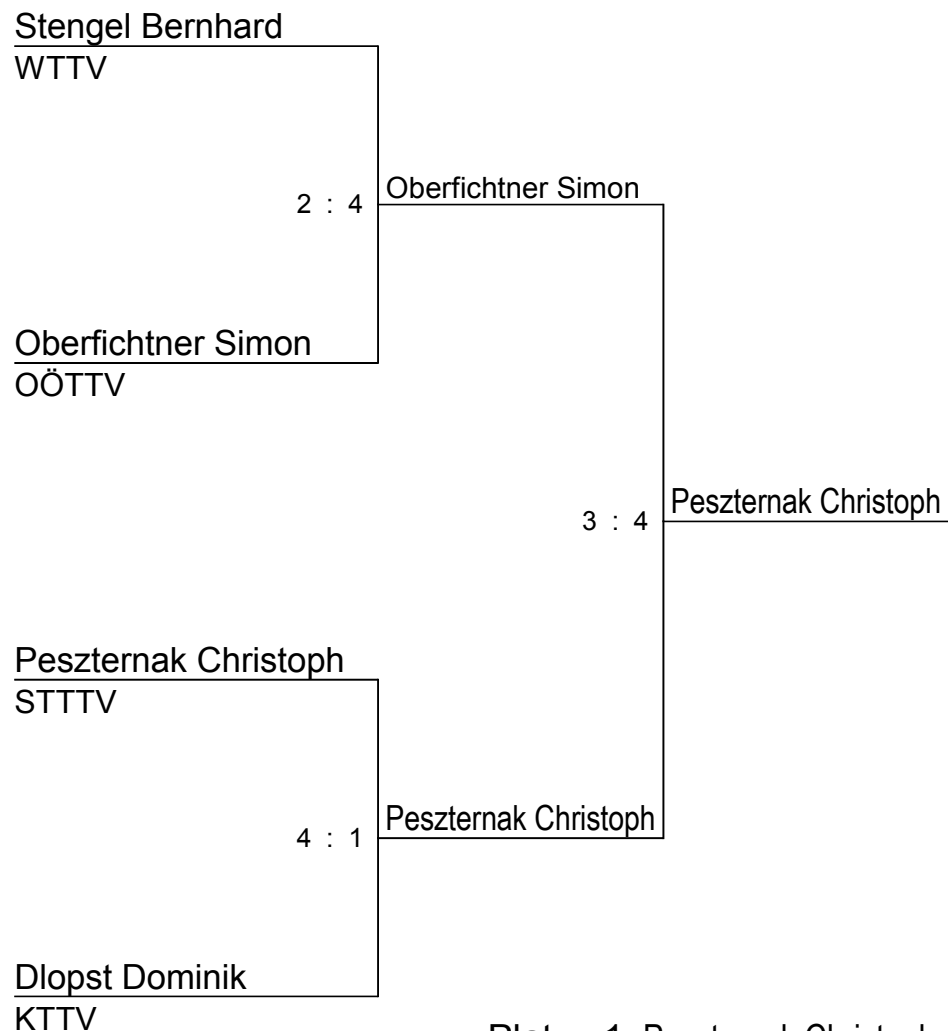 Stengel Bernhard
WTTV
2 : 4
Oberfichtner Simon
Oberfichtner Simon
OÖTTV
3 : 4
Peszternak Christoph
Peszternak Christoph
STTTV
4 : 1
Peszternak Christoph
Dlopst Dominik
KTTV